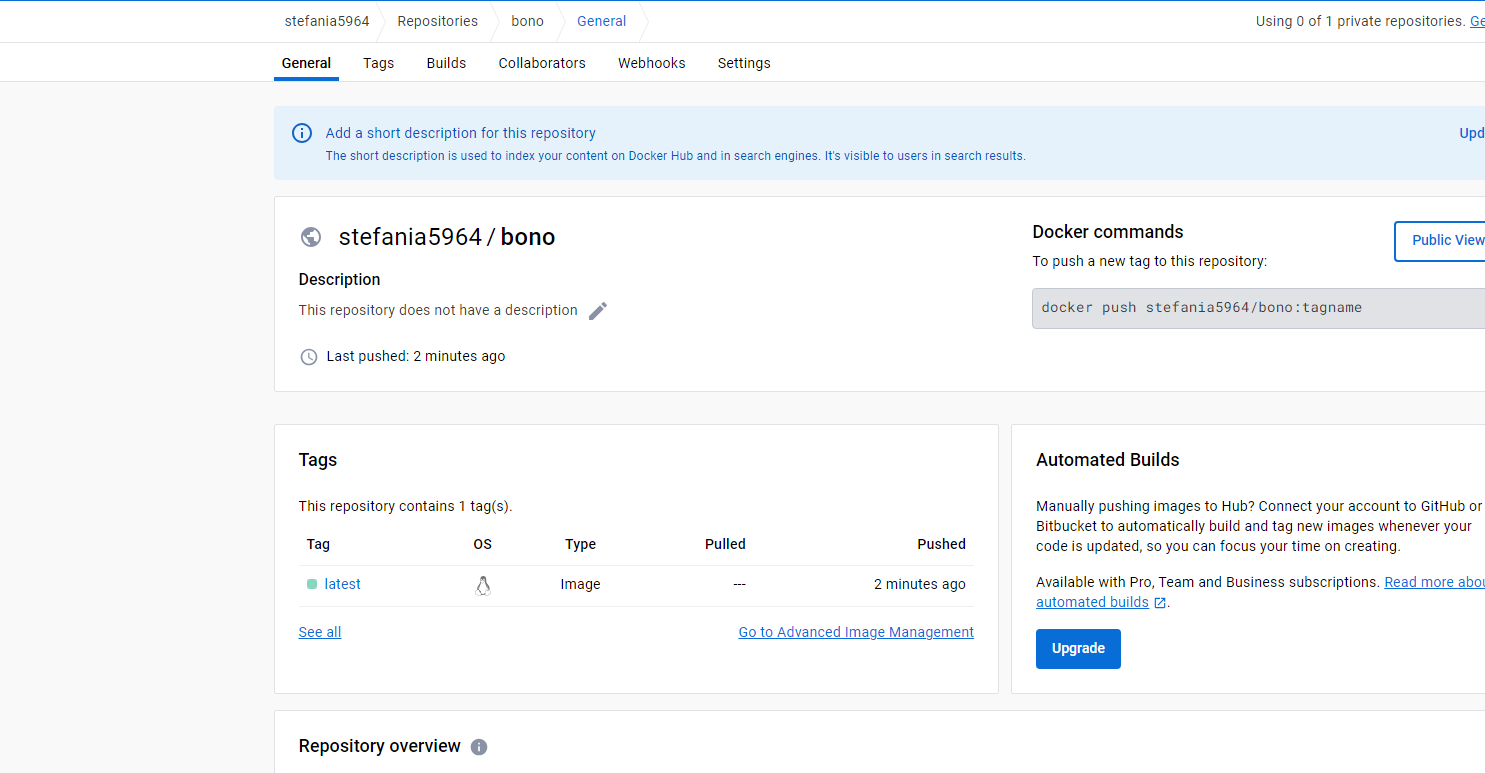 stefania5964 Repositories bono General
Using 0 of 1 private repositories.
General Tags Builds Collaborators Webhooks Settings
Add a short description for this repository
The short description is used to index your content on Docker Hub and in search engines. It's visible to users in search results.
stefania5964 / bono
Description
This repository does not have a description
Last pushed: 2 minutes ago
Docker commands
Public View
To push a new tag to this repository:
docker push stefania5964/bono:tagname
Tags
This repository contains 1 tag(s).
Tag OS Type Pulled Pushed
latest Image --- 2 minutes ago
See all Go to Advanced Image Management
Automated Builds
Manually pushing images to Hub? Connect your account to GitHub or
Bitbucket to automatically build and tag new images whenever your
code is updated, so you can focus your time on creating.
Available with Pro, Team and Business subscriptions. Read more
automated builds .
Upgrade
Repository overview